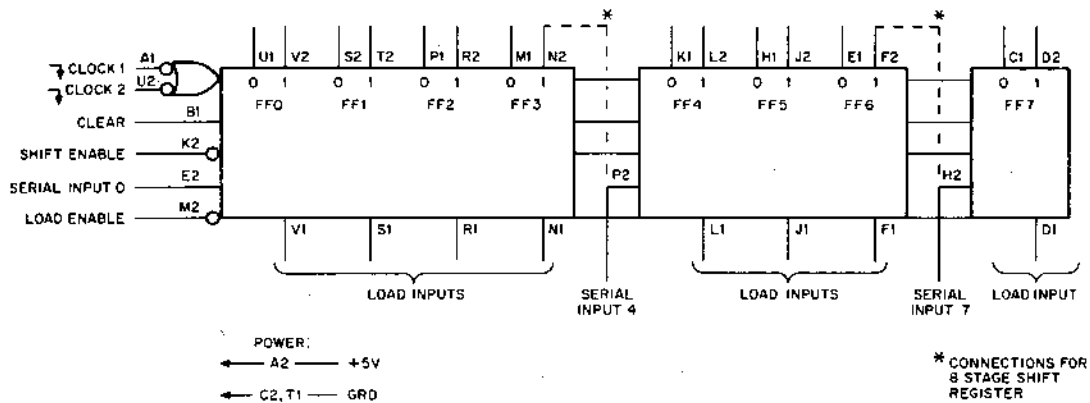 * *
A1 U1 V2 S2 T2 P1 R2 M1 N2 K1 L2 H1 J2 E1 F2 C1 D2
CLOCK 1
U2
CLOCK 2
0 1 0 1 0 1 0 1 0 1 0 1 0 1 0 1
FF0 FF1 FF2 FF3 FF4 FF5 FF6 FF7
B1
CLEAR
K2
SHIFT ENABLE
E2 P2 H2
SERIAL INPUT 0
M2
LOAD ENABLE
V1 S1 R1 N1 L1 J1 F1 D1
LOAD INPUTS SERIAL INPUT 4 LOAD INPUTS SERIAL INPUT 7 LOAD INPUT
POWER:
A2 +5V
C2, T1 GRD
* CONNECTIONS FOR
8 STAGE SHIFT
REGISTER